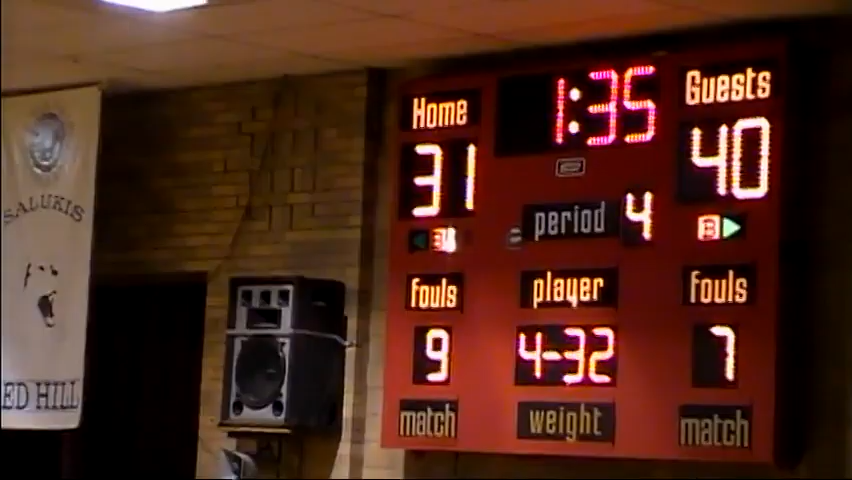 Home 1:35 Guests
31 40
period 4 B
fouls player fouls
9 4-32 7
match weight match
SALUKIS
ED HILL